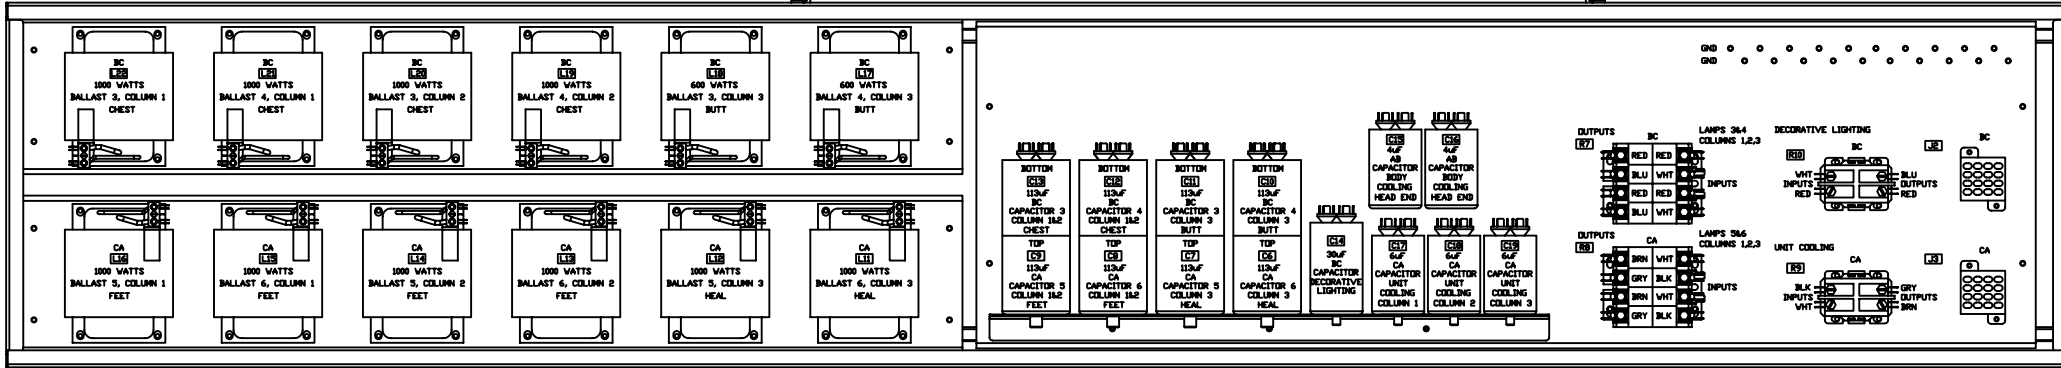 BC
L22
1000 WATTS
BALLAST 3, COLUMN 1
CHEST
BC
L21
1000 WATTS
BALLAST 4, COLUMN 1
CHEST
BC
L20
1000 WATTS
BALLAST 3, COLUMN 2
CHEST
BC
L19
1000 WATTS
BALLAST 4, COLUMN 2
CHEST
BC
L18
600 WATTS
BALLAST 3, COLUMN 3
BUTT
BC
L17
600 WATTS
BALLAST 4, COLUMN 3
BUTT
CA
L16
1000 WATTS
BALLAST 5, COLUMN 1
FEET
CA
L15
1000 WATTS
BALLAST 6, COLUMN 1
FEET
CA
L14
1000 WATTS
BALLAST 5, COLUMN 2
FEET
CA
L13
1000 WATTS
BALLAST 6, COLUMN 2
FEET
CA
L12
1000 WATTS
BALLAST 5, COLUMN 3
HEAL
CA
L11
1000 WATTS
BALLAST 6, COLUMN 3
HEAL
BOTTOM
C13
113uF
BC
CAPACITOR 3
COLUMN 1&2
CHEST
TOP
C9
113uF
CA
CAPACITOR 5
COLUMN 1&2
FEET
BOTTOM
C12
113uF
BC
CAPACITOR 4
COLUMN 1&2
CHEST
TOP
C8
113uF
CA
CAPACITOR 6
COLUMN 1&2
FEET
BOTTOM
C11
113uF
BC
CAPACITOR 3
COLUMN 3
BUTT
TOP
C7
113uF
CA
CAPACITOR 5
COLUMN 3
HEAL
BOTTOM
C10
113uF
BC
CAPACITOR 4
COLUMN 3
BUTT
TOP
C6
113uF
CA
CAPACITOR 6
COLUMN 3
HEAL
C14
30uF
BC
CAPACITOR
DECORATIVE
LIGHTING
C15
4uF
AB
CAPACITOR
BODY
COOLING
HEAD END
C16
4uF
AB
CAPACITOR
BODY
COOLING
HEAD END
C17
6uF
CA
CAPACITOR
UNIT
COOLING
COLUMN 1
C18
6uF
CA
CAPACITOR
UNIT
COOLING
COLUMN 2
C19
6uF
CA
CAPACITOR
UNIT
COOLING
COLUMN 3
GND
GND
OUTPUTS
R7
BC
LAMPS 3&4
COLUMNS 1,2,3
RED RED
BLU WHT
RED RED
BLU WHT
INPUTS
DECORATIVE LIGHTING
R10
BC
WHT
INPUTS
RED
BLU
OUTPUTS
RED
J2
BC
OUTPUTS
R8
CA
LAMPS 5&6
COLUMNS 1,2,3
BRN WHT
GRY BLK
BRN WHT
GRY BLK
INPUTS
UNIT COOLING
R9
CA
BLK
INPUTS
WHT
GRY
OUTPUTS
BRN
J3
CA